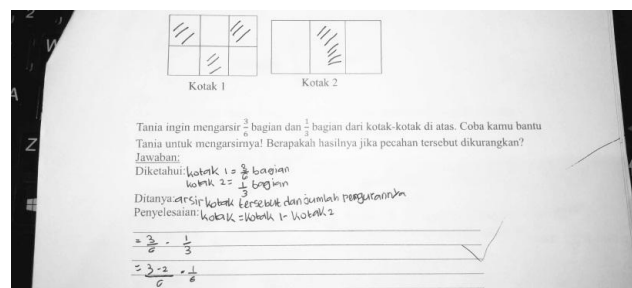 Kotak 1
Kotak 2
Tania ingin mengarsir 3/6 bagian dan 1/3 bagian dari kotak-kotak di atas. Coba kamu bantu
Tania untuk mengarsirnya! Berapakah hasilnya jika pecahan tersebut dikurangkan?
Jawaban:
Diketahui: kotak 1 = 3/6 bagian
kotak 2 = 1/3 bagian
Ditanya: arsir kotak tersebut dan jumlah pengurannya
Penyelesaian: kotak = kotak 1 - kotak 2
= 3/6 - 1/3
= 3-2/6 = 1/6